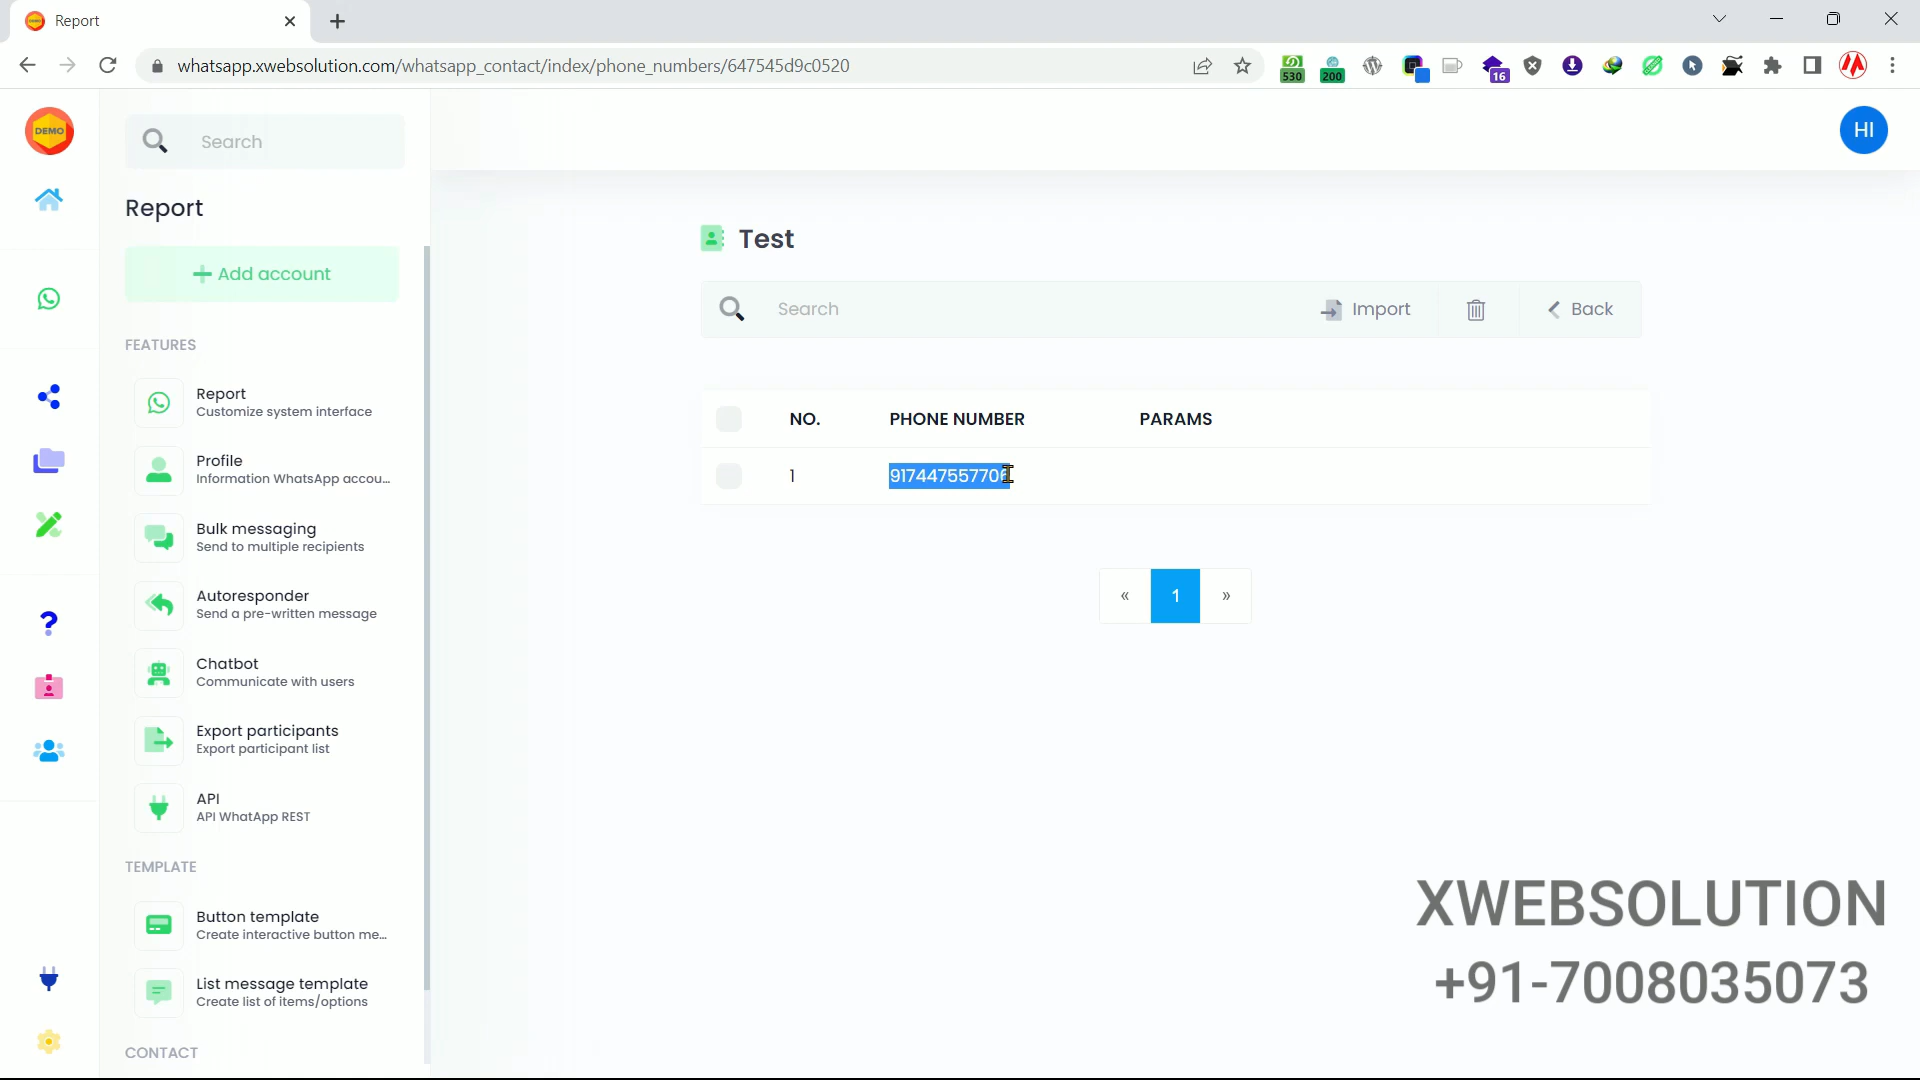 Report
whatsapp.xwebsolution.com/whatsapp_contact/index/phone_numbers/647545d9c0520
530
200
16
DEMO
Search
HI
Report
Add account
FEATURES
Report
Customize system interface
Profile
Information WhatsApp accou...
Bulk messaging
Send to multiple recipients
Autoresponder
Send a pre-written message
Chatbot
Communicate with users
Export participants
Export participant list
API
API WhatApp REST
TEMPLATE
Button template
Create interactive button me...
List message template
Create list of items/options
CONTACT
Test
Search
Import
Back
NO.
PHONE NUMBER
PARAMS
1
«
1
»
XWEBSOLUTION
+91-7008035073